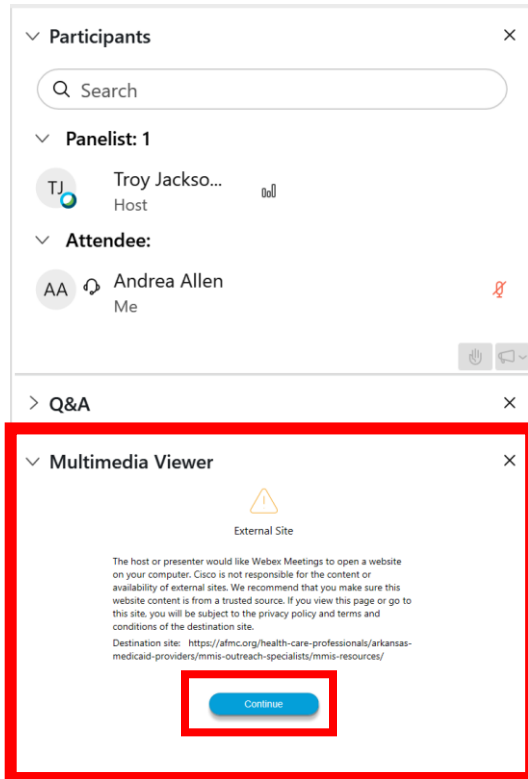 Participants
Search
Panelist: 1
TJ
Troy Jackso...
Host
Attendee:
AA
Andrea Allen
Me
Q&A
Multimedia Viewer
External Site
The host or presenter would like Webex Meetings to open a website
on your computer. Cisco is not responsible for the content or
availability of external sites. We recommend that you make sure this
website content is from a trusted source. If you view this page or go to
this site, you will be subject to the privacy policy and terms and
conditions of the destination site.
Destination site: https://afmc.org/health-care-professionals/arkansas-
medicaid-providers/mmis-outreach-specialists/mmis-resources/
Continue